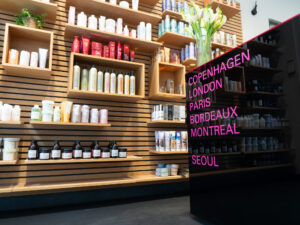 COPENHAGEN
LONDON
PARIS
BORDEAUX
MONTREAL
SEOUL